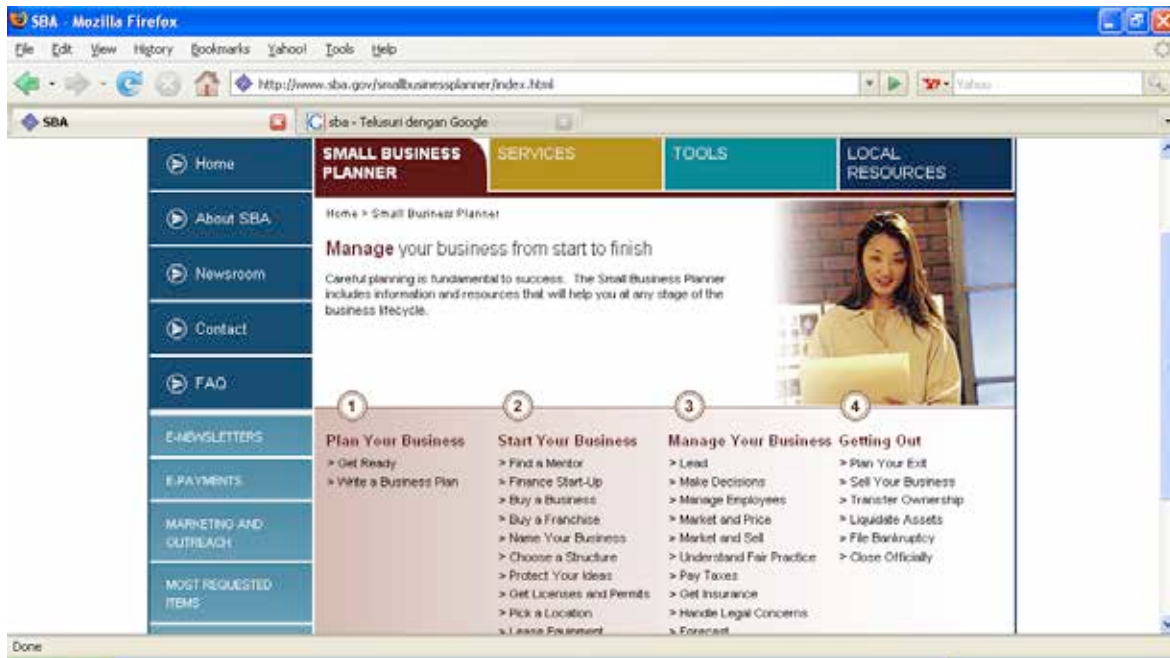 SBA - Mozilla Firefox
File Edit View History Bookmarks Yahoo! Tools Help
http://www.sba.gov/smallbusinessplanner/index.html
Yahoo
SBA
sba - Telusuri dengan Google
Home
About SBA
Newsroom
Contact
FAQ
E-NEWSLETTERS
E-PAYMENTS
MARKETING AND
OUTREACH
MOST REQUESTED
ITEMS
SMALL BUSINESS
PLANNER
SERVICES
TOOLS
LOCAL
RESOURCES
Home > Small Business Planner
Manage your business from start to finish
Careful planning is fundamental to success. The Small Business Planner
includes information and resources that will help you at any stage of the
business lifecycle.
1
Plan Your Business
> Get Ready
> Write a Business Plan
2
Start Your Business
> Find a Mentor
> Finance Start-Up
> Buy a Business
> Buy a Franchise
> Name Your Business
> Choose a Structure
> Protect Your Ideas
> Get Licenses and Permits
> Pick a Location
> Lease Equipment
3
Manage Your Business
> Lead
> Make Decisions
> Manage Employees
> Market and Price
> Market and Sell
> Understand Fair Practice
> Pay Taxes
> Get Insurance
> Handle Legal Concerns
> Forecast
4
Getting Out
> Plan Your Exit
> Sell Your Business
> Transfer Ownership
> Liquidate Assets
> File Bankruptcy
> Close Officially
Done